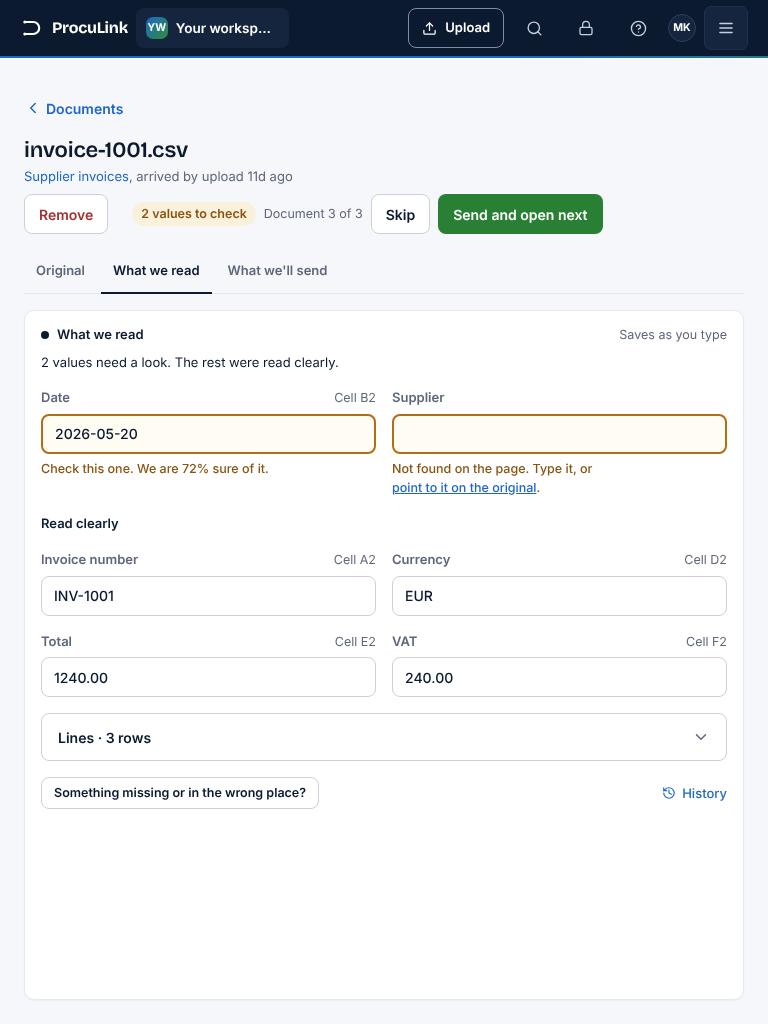 ProcuLink
YW
Your worksp...
Upload
MK
Documents
invoice-1001.csv
Supplier invoices, arrived by upload 11d ago
Remove
2 values to check
Document 3 of 3
Skip
Send and open next
Original
What we read
What we'll send
What we read
Saves as you type
2 values need a look. The rest were read clearly.
Date
Cell B2
Supplier
2026-05-20
Check this one. We are 72% sure of it.
Not found on the page. Type it, or
point to it on the original.
Read clearly
Invoice number
Cell A2
Currency
Cell D2
INV-1001
EUR
Total
Cell E2
VAT
Cell F2
1240.00
240.00
Lines · 3 rows
Something missing or in the wrong place?
History